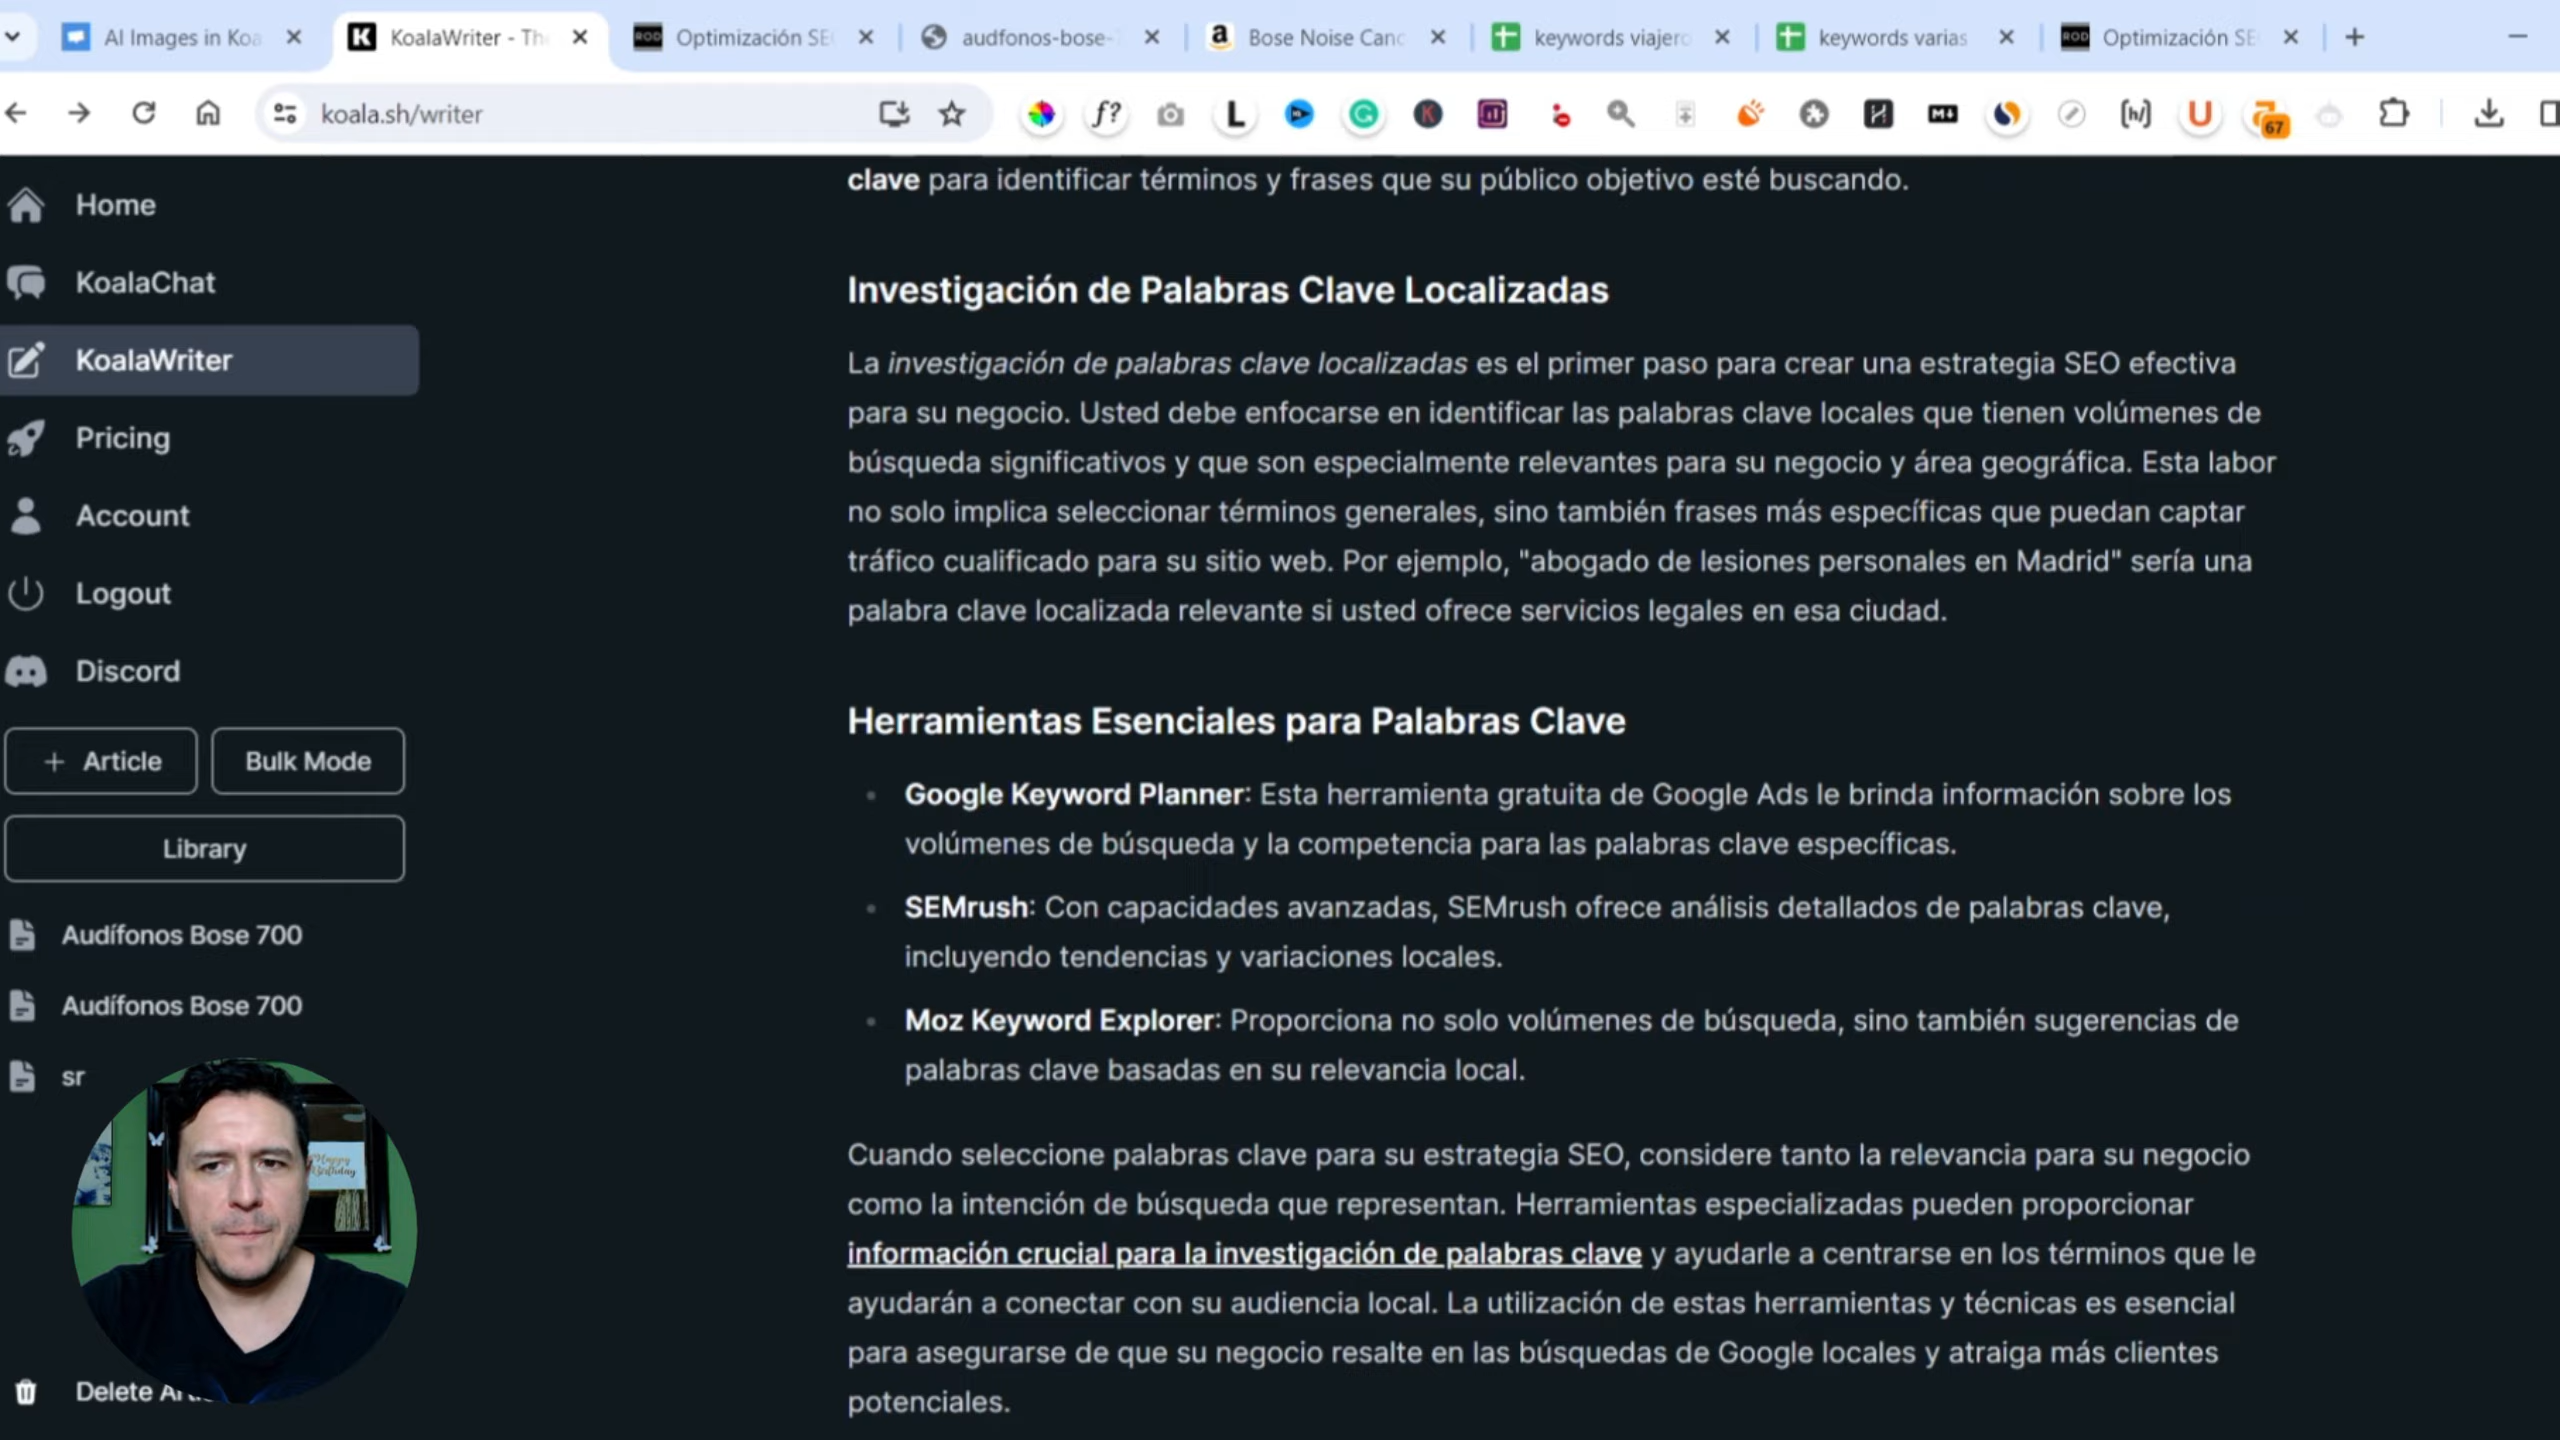 AI Images in Koa
KoalaWriter - Th
Optimización SE
audfonos-bose-
Bose Noise Canc
keywords viajero
keywords varias
Optimización SE
koala.sh/writer
67
Home
KoalaChat
KoalaWriter
Pricing
Account
Logout
Discord
+ Article
Bulk Mode
Library
Audífonos Bose 700
Audífonos Bose 700
sr
Happy
Birthday
Delete Art
clave para identificar términos y frases que su público objetivo esté buscando.
Investigación de Palabras Clave Localizadas
La investigación de palabras clave localizadas es el primer paso para crear una estrategia SEO efectiva
para su negocio. Usted debe enfocarse en identificar las palabras clave locales que tienen volúmenes de
búsqueda significativos y que son especialmente relevantes para su negocio y área geográfica. Esta labor
no solo implica seleccionar términos generales, sino también frases más específicas que puedan captar
tráfico cualificado para su sitio web. Por ejemplo, "abogado de lesiones personales en Madrid" sería una
palabra clave localizada relevante si usted ofrece servicios legales en esa ciudad.
Herramientas Esenciales para Palabras Clave
Google Keyword Planner: Esta herramienta gratuita de Google Ads le brinda información sobre los
volúmenes de búsqueda y la competencia para las palabras clave específicas.
SEMrush: Con capacidades avanzadas, SEMrush ofrece análisis detallados de palabras clave,
incluyendo tendencias y variaciones locales.
Moz Keyword Explorer: Proporciona no solo volúmenes de búsqueda, sino también sugerencias de
palabras clave basadas en su relevancia local.
Cuando seleccione palabras clave para su estrategia SEO, considere tanto la relevancia para su negocio
como la intención de búsqueda que representan. Herramientas especializadas pueden proporcionar
información crucial para la investigación de palabras clave y ayudarle a centrarse en los términos que le
ayudarán a conectar con su audiencia local. La utilización de estas herramientas y técnicas es esencial
para asegurarse de que su negocio resalte en las búsquedas de Google locales y atraiga más clientes
potenciales.